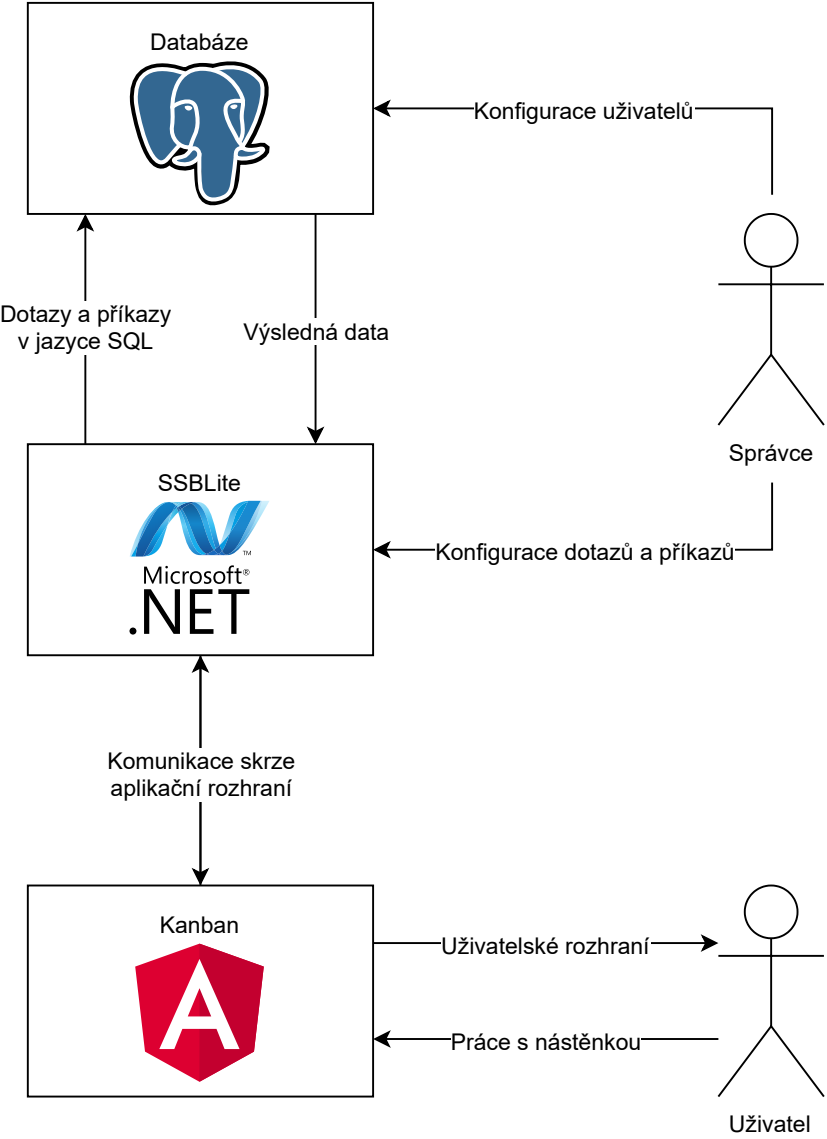 Databáze
Konfigurace uživatelů
Dotazy a příkazy
v jazyce SQL
Výsledná data
Správce
SSBLite
Microsoft®
.NET
™
Konfigurace dotazů a příkazů
Komunikace skrze
aplikační rozhraní
Kanban
A
Uživatelské rozhraní
Práce s nástěnkou
Uživatel